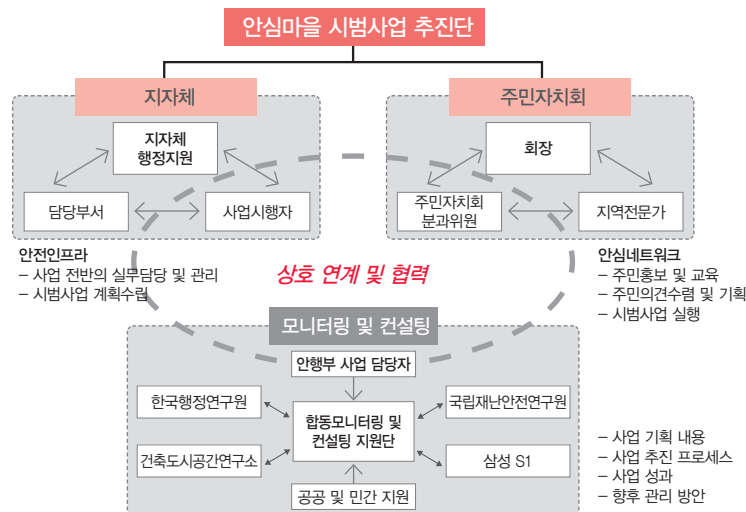 안심마을 시범사업 추진단
지자체
주민자치회
지자체
행정지원
담당부서
사업시행자
회장
주민자치회
분과위원
지역전문가
안전인프라
– 사업 전반의 실무담당 및 관리
– 시범사업 계획수립
상호 연계 및 협력
안심네트워크
– 주민홍보 및 교육
– 주민의견수렴 및 기획
– 시범사업 실행
모니터링 및 컨설팅
안행부 사업 담당자
한국행정연구원
국립재난안전연구원
합동모니터링 및
컨설팅 지원단
건축도시공간연구소
삼성 S1
공공 및 민간 지원
– 사업 기획 내용
– 사업 추진 프로세스
– 사업 성과
– 향후 관리 방안